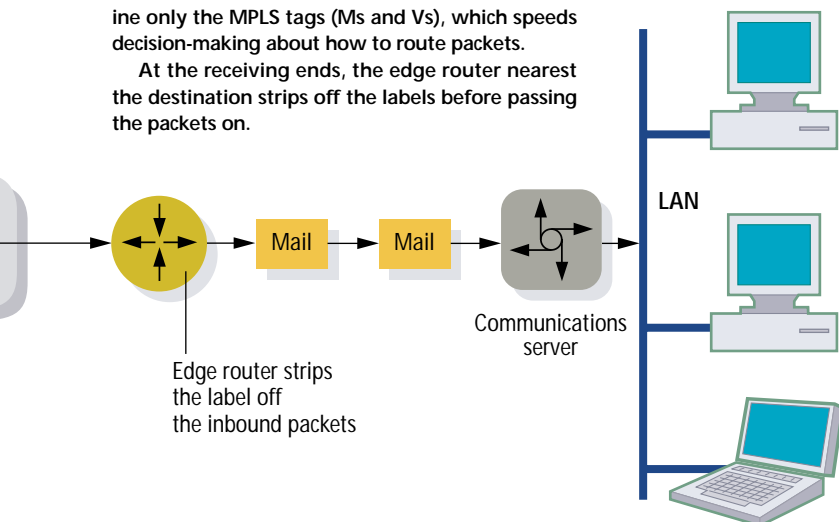 ine only the MPLS tags (Ms and Vs), which speeds
decision-making about how to route packets.
At the receiving ends, the edge router nearest
the destination strips off the labels before passing
the packets on.
LAN
Mail
Mail
Communications
server
Edge router strips
the label off
the inbound packets